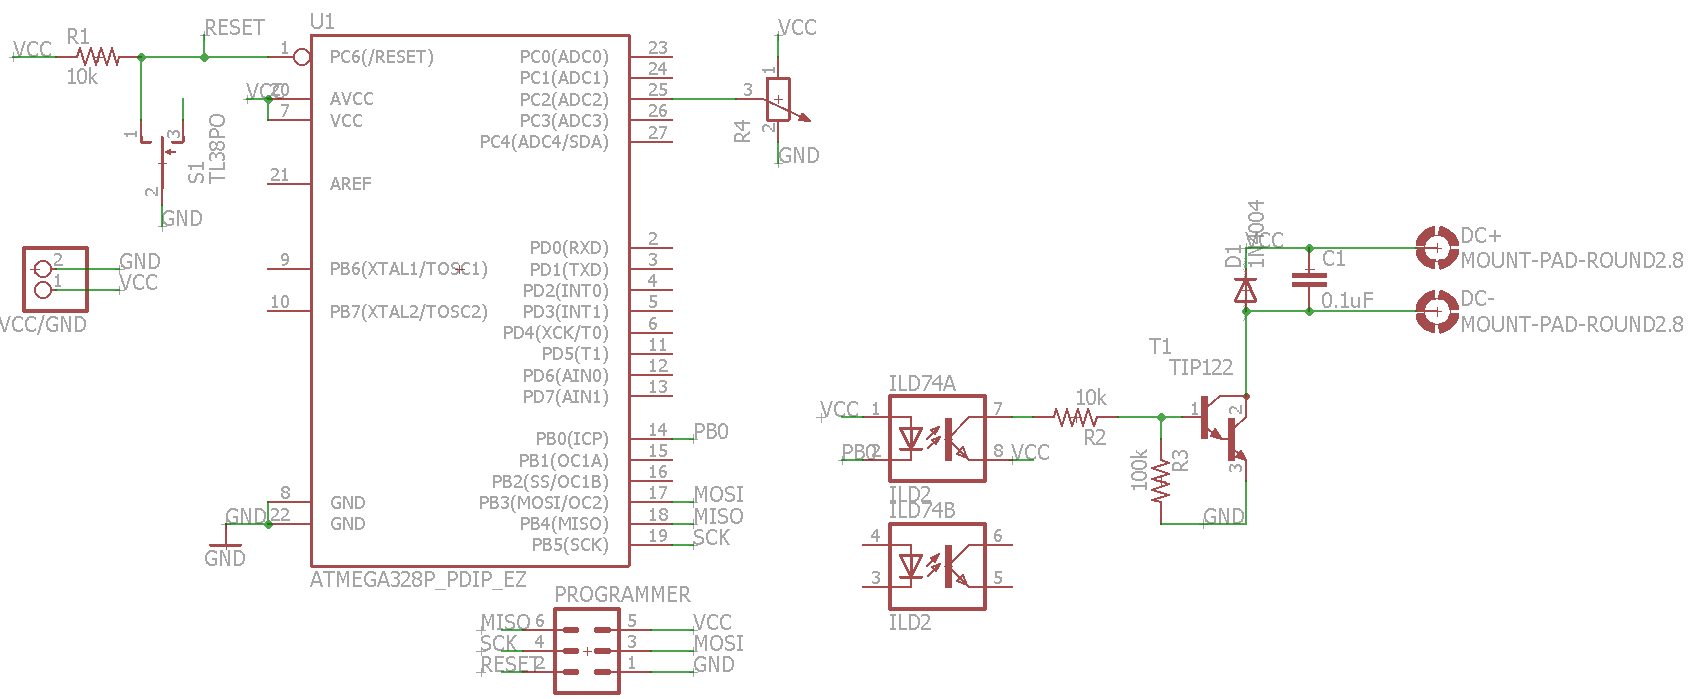 U1
VCC
R1
10k
RESET
1
PC6(/RESET)
PC0(ADC0)
23
PC1(ADC1)
24
VCC
20
AVCC
PC2(ADC2)
25
7
VCC
PC3(ADC3)
26
PC4(ADC4/SDA)
27
1
3
S1
TL38PO
2
GND
21
AREF
VCC
1
3
R4
2
GND
2
GND
1
VCC
VCC/GND
9
PB6(XTAL1/TOSC1)
10
PB7(XTAL2/TOSC2)
PD0(RXD)
2
PD1(TXD)
3
PD2(INT0)
4
PD3(INT1)
5
PD4(XCK/T0)
6
PD5(T1)
11
PD6(AIN0)
12
PD7(AIN1)
13
PB0(ICP)
14
PB0
PB1(OC1A)
15
PB2(SS/OC1B)
16
8
GND
PB3(MOSI/OC2)
17
MOSI
GND
22
GND
PB4(MISO)
18
MISO
PB5(SCK)
19
SCK
GND
ATMEGA328P_PDIP_EZ
PROGRAMMER
MISO
6
5
VCC
SCK
4
3
MOSI
RESET
2
1
GND
D1
1N4004
VCC
C1
0.1uF
DC+
MOUNT-PAD-ROUND2.8
DC-
MOUNT-PAD-ROUND2.8
T1
TIP122
1
2
3
ILD74A
VCC
1
7
PB0
2
8
VCC
ILD2
10k
R2
100k
R3
GND
ILD74B
4
6
3
5
ILD2